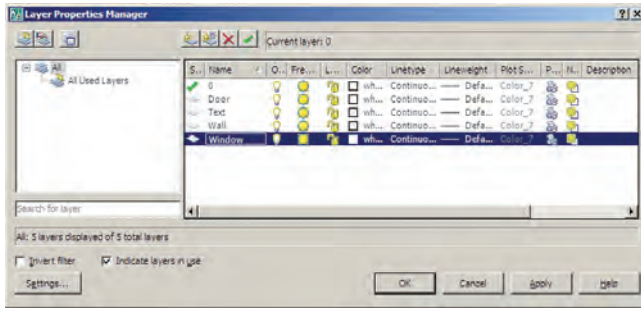 Layer Properties Manager
Current layer: 0
All
All Used Layers
S... Name O... Fre... L... Color Linetype Lineweight Plot S... P... N... Description
0 wh... Continuo... Defa... Color_7
Door wh... Continuo... Defa... Color_7
Text wh... Continuo... Defa... Color_7
Wall wh... Continuo... Defa... Color_7
Window wh... Continuo... Defa... Color_7
Search for layer
All: 5 layers displayed of 5 total layers
Invert filter Indicate layers in use
Settings... OK Cancel Apply Help